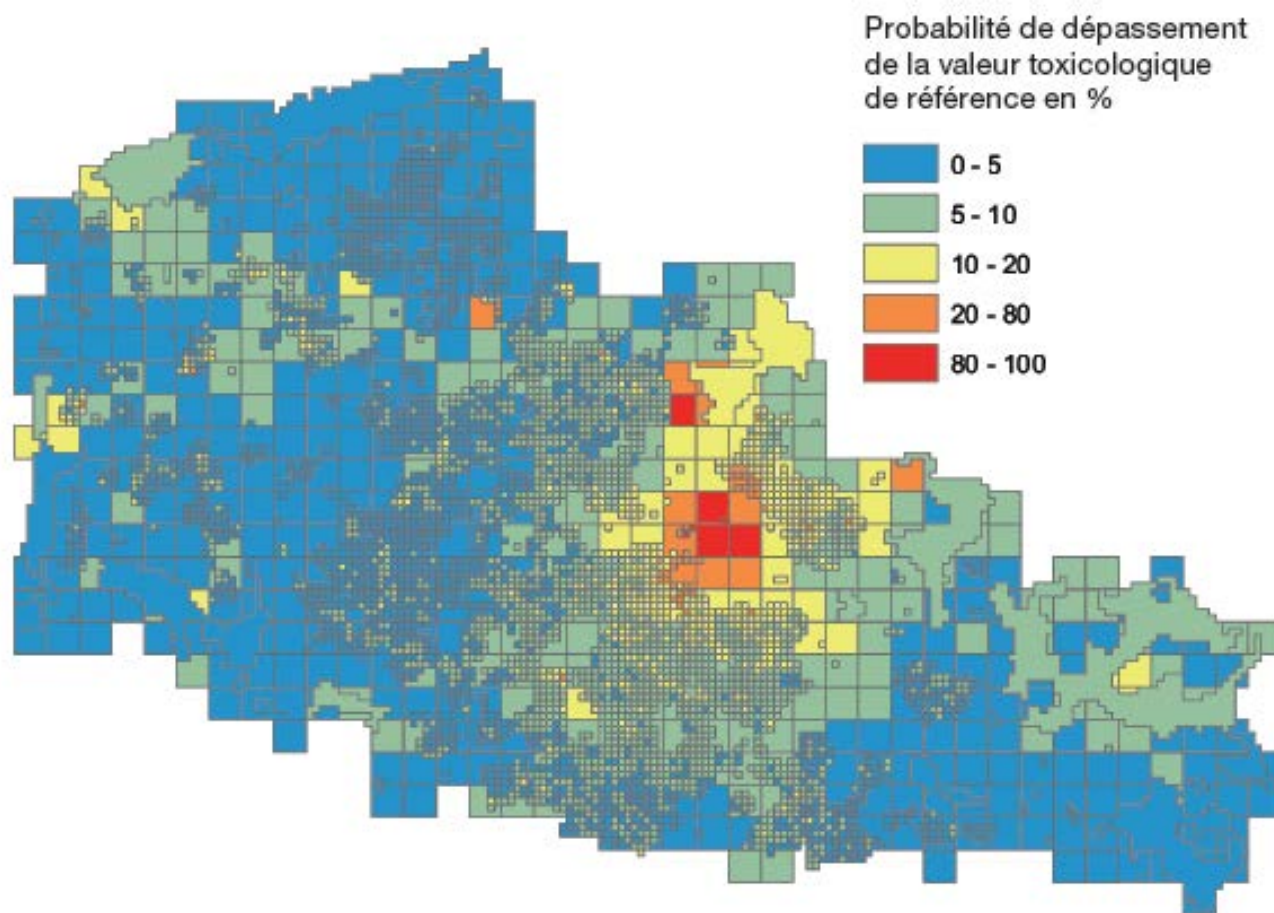 Probabilité de dépassement
de la valeur toxicologique
de référence en %
0 - 5
5 - 10
10 - 20
20 - 80
80 - 100